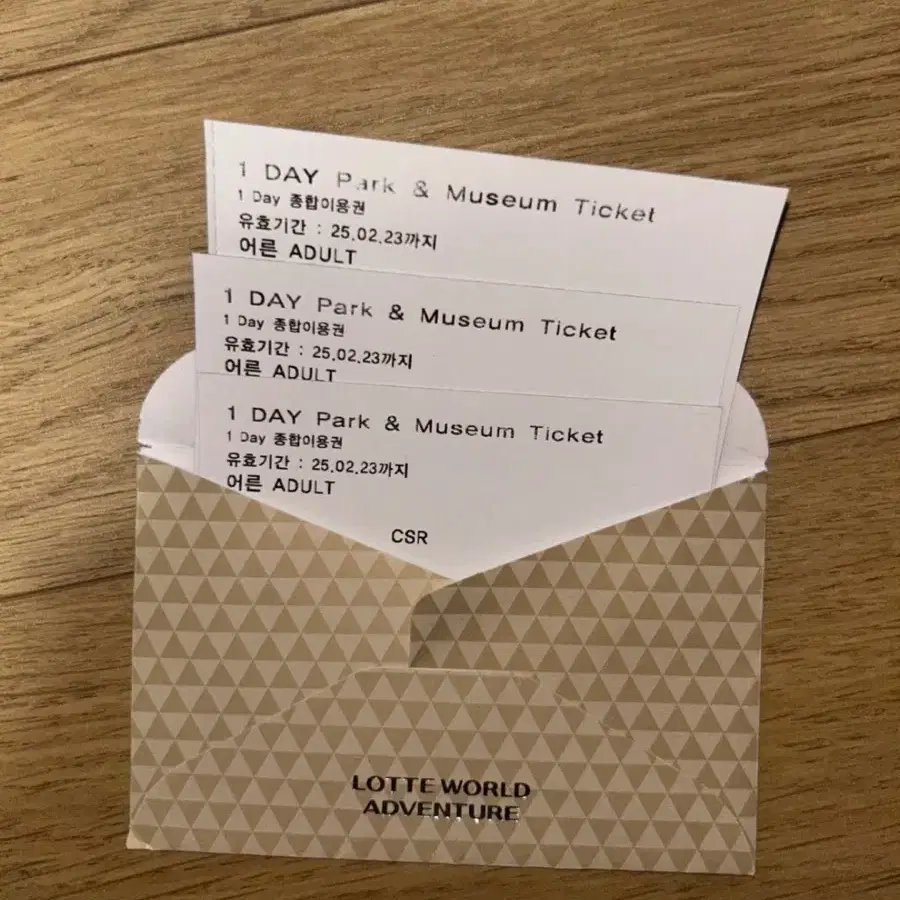 1 DAY Park & Museum Ticket
1 Day 종합이용권
유효기간 : 25.02.23까지
어른 ADULT
1 DAY Park & Museum Ticket
1 Day 종합이용권
유효기간 : 25.02.23까지
어른 ADULT
1 DAY Park & Museum Ticket
1 Day 종합이용권
유효기간 : 25.02.23까지
어른 ADULT
CSR
LOTTE WORLD
ADVENTURE